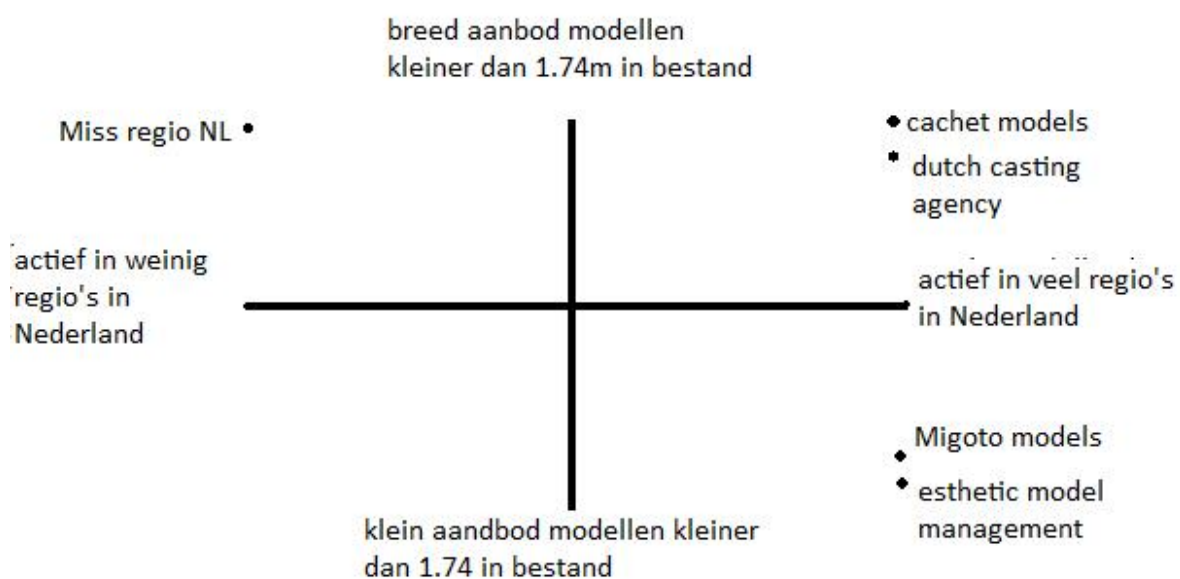 breed aanbod modellen
kleiner dan 1.74m in bestand
Miss regio NL
cachet models
dutch casting
agency
actief in weinig
regio's in
Nederland
actief in veel regio's
in Nederland
Migoto models
esthetic model
management
klein aandbod modellen kleiner
dan 1.74 in bestand